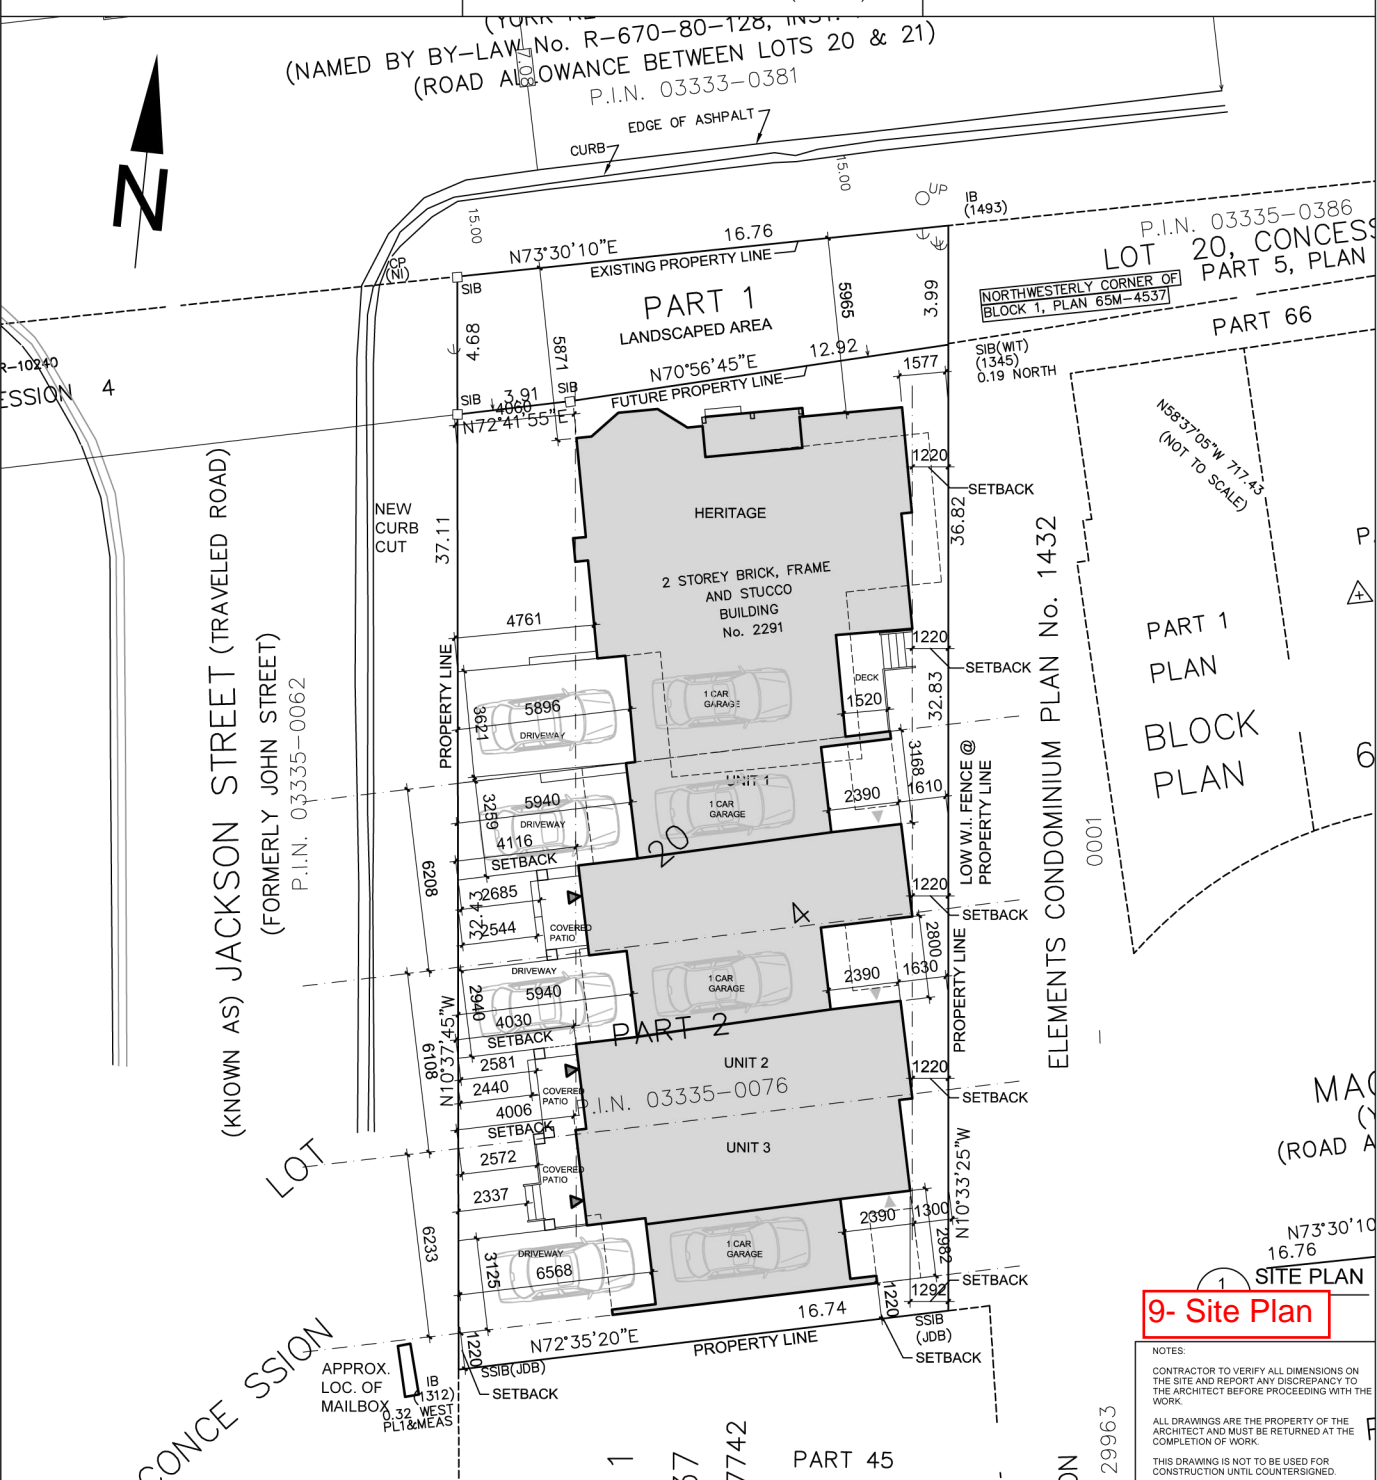 (NAMED BY BY-LAW No. R-670-80-128, INST.
(ROAD ALLOWANCE BETWEEN LOTS 20 & 21)
P.I.N. 03333-0381
EDGE OF ASHPALT
CURB
7.08
15.00
15.00
UP
IB
(1493)
N
CP
(NI)
SIB
N73°30'10"E
16.76
EXISTING PROPERTY LINE
PART 1
LANDSCAPED AREA
P.I.N. 03335-0386
LOT 20, CONCESS
PART 5, PLAN
NORTHWESTERLY CORNER OF
BLOCK 1, PLAN 65M-4537
PART 66
4.68
5871
5965
3.99
12.92
1577
SIB(WIT)
(1345)
0.19 NORTH
N70°56'45"E
FUTURE PROPERTY LINE
SIB
3.91
SIB
4060
N72°41'55"E
R-10240
ESSION 4
N58°37'05"W 717.43
(NOT TO SCALE)
1220
SETBACK
HERITAGE
2 STOREY BRICK, FRAME
AND STUCCO
BUILDING
No. 2291
NEW
CURB
CUT
37.11
36.82
4761
1220
SETBACK
DECK
1520
32.83
(KNOWN AS) JACKSON STREET (TRAVELED ROAD)
(FORMERLY JOHN STREET)
P.I.N. 03335-0062
PROPERTY LINE
3621
5896
DRIVEWAY
1 CAR
GARAGE
UNIT 1
3168
LOW W.I. FENCE @
PROPERTY LINE
ELEMENTS CONDOMINIUM PLAN No. 1432
0001
PART 1
PLAN
BLOCK
PLAN
P.
6
3259
5940
DRIVEWAY
4116
SETBACK
1 CAR
GARAGE
2390
1610
20
6208
2685
32.43
2544
COVERED
PATIO
4
1220
SETBACK
2800
PROPERTY LINE
DRIVEWAY
5940
2940
4030
SETBACK
1 CAR
GARAGE
2390
1630
PART 2
N10°37'45"W
6108
2581
2440
COVERED
PATIO
4006
SETBACK
UNIT 2
P.I.N. 03335-0076
1220
SETBACK
UNIT 3
2572
COVERED
PATIO
2337
N10°33'25"W
LOT
6233
DRIVEWAY
3125
6568
1 CAR
GARAGE
2390
1300
2982
SETBACK
1292
1220
16.74
N72°35'20"E
PROPERTY LINE
SSIB
(JDB)
SETBACK
1220
SSIB(JDB)
SETBACK
CONCE SSION
APPROX.
LOC. OF
MAILBOX
IB
(1312)
0.32 WEST
PL1&MEAS
MAC
(ROAD A
N73°30'10
16.76
1
SITE PLAN
9- Site Plan
NOTES:
CONTRACTOR TO VERIFY ALL DIMENSIONS ON
THE SITE AND REPORT ANY DISCREPANCY TO
THE ARCHITECT BEFORE PROCEEDING WITH THE
WORK.
ALL DRAWINGS ARE THE PROPERTY OF THE
ARCHITECT AND MUST BE RETURNED AT THE
COMPLETION OF WORK.
THIS DRAWING IS NOT TO BE USED FOR
CONSTRUCTION UNTIL COUNTERSIGNED.
29963
1
37
7742
PART 45
ON